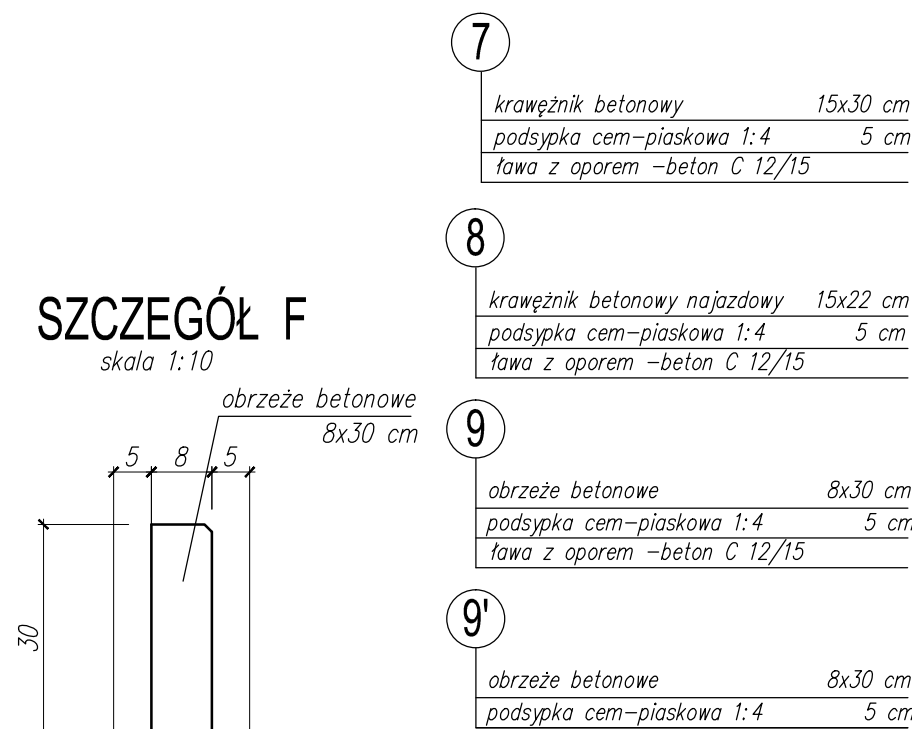 7
krawężnik betonowy 15x30 cm
podsypka cem-piaskowa 1:4 5 cm
ława z oporem -beton C 12/15
8
krawężnik betonowy najazdowy 15x22 cm
podsypka cem-piaskowa 1:4 5 cm
ława z oporem -beton C 12/15
SZCZEGÓŁ F
skala 1:10
obrzeże betonowe
8x30 cm
5 8 5
30
9
obrzeże betonowe 8x30 cm
podsypka cem-piaskowa 1:4 5 cm
ława z oporem -beton C 12/15
9'
obrzeże betonowe 8x30 cm
podsypka cem-piaskowa 1:4 5 cm